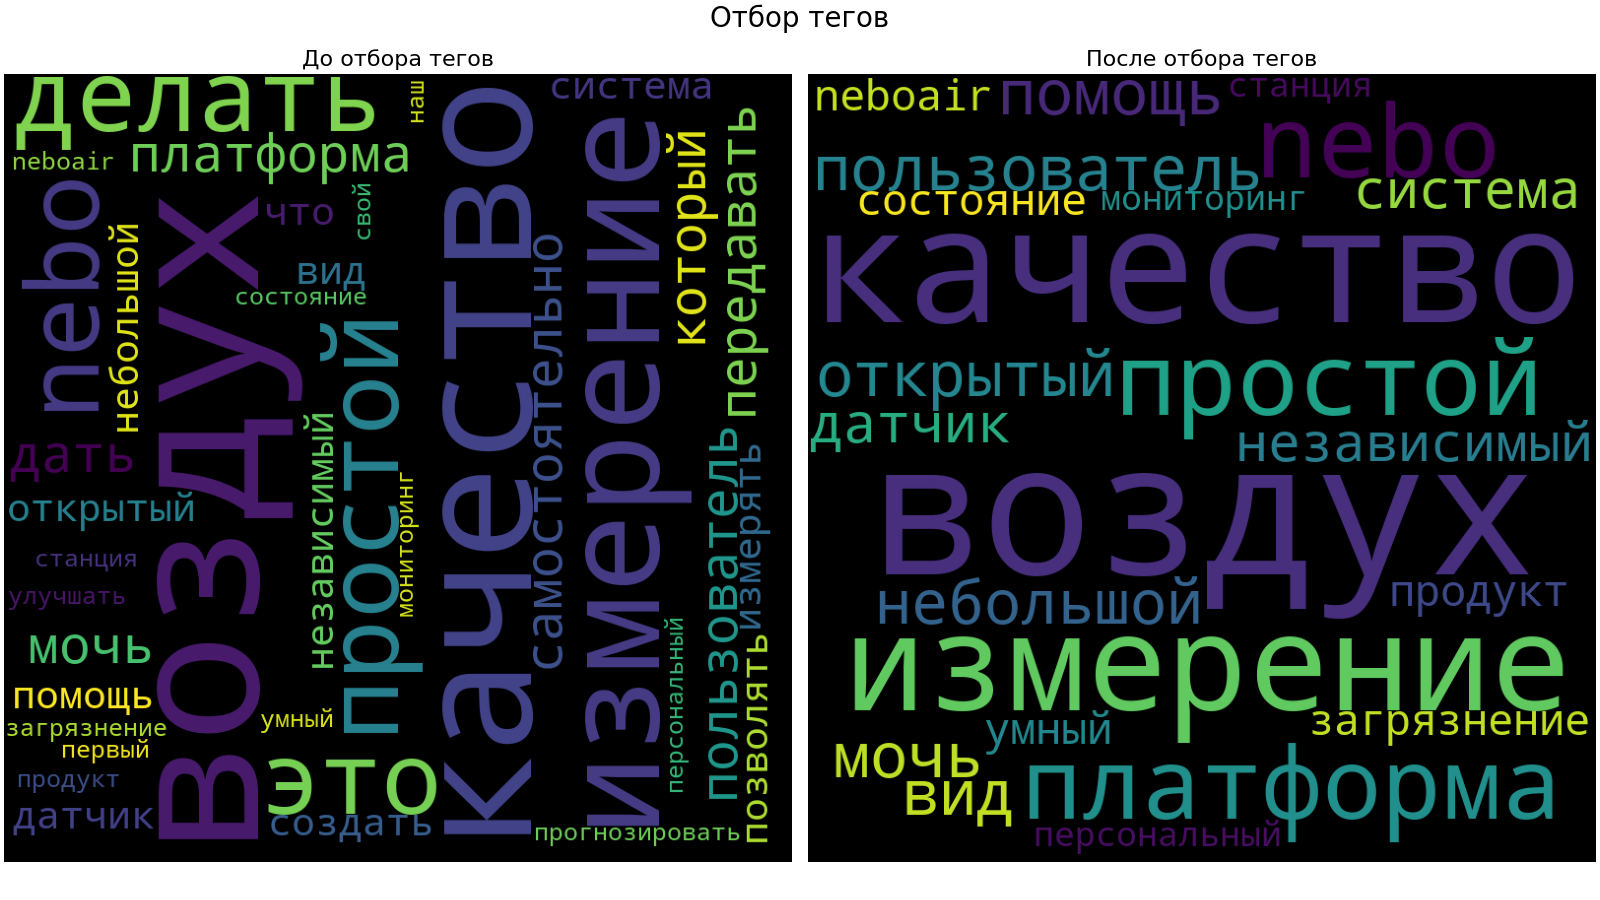 Отбор тегов
До отбора тегов
делать
наш
система
neboair
платформа
nebo
небольшой
воздух
что
свой
вид
состояние
простой
качество
измерение
который
передавать
самостоятельно
дать
открытый
независимый
мониторинг
станция
улучшать
мочь
помощь
загрязнение
первый
продукт
датчик
умный
это
создать
персональный
пользователь
измерять
позволять
прогнозировать
После отбора тегов
neboair
помощь
станция
nebo
пользователь
состояние
мониторинг
система
качество
открытый
простой
датчик
независимый
воздух
небольшой
продукт
измерение
умный
загрязнение
мочь
вид
платформа
персональный